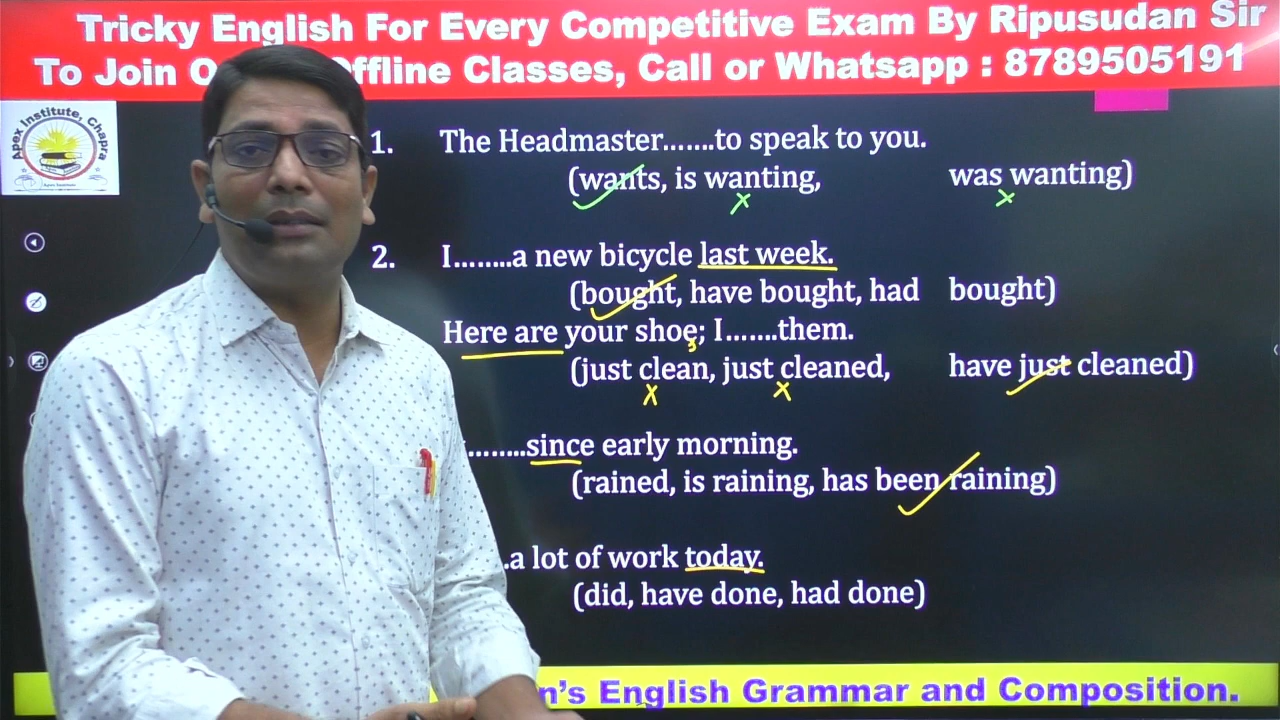 Tricky English For Every Competitive Exam By Ripusudan Sir
To Join Offline Classes, Call or Whatsapp : 8789505191
Apex Institute, Chapra
1. The Headmaster.......to speak to you.
(wants, is wanting, was wanting)
2. I........a new bicycle last week.
(bought, have bought, had bought)
Here are your shoe; I.......them.
(just clean, just cleaned, have just cleaned)
........since early morning.
(rained, is raining, has been raining)
.a lot of work today.
(did, have done, had done)
n's English Grammar and Composition.